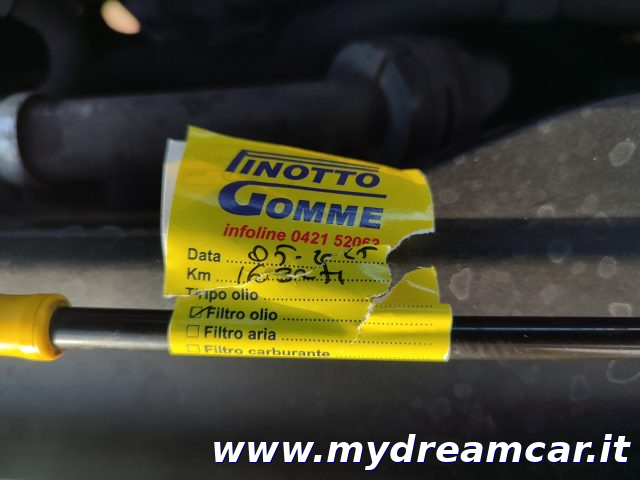 PINOTTO
GOMME
infoline 0421 52063
Data
Km
Tipo olio
Filtro olio
Filtro aria
Filtro carburante
www.mydreamcar.it